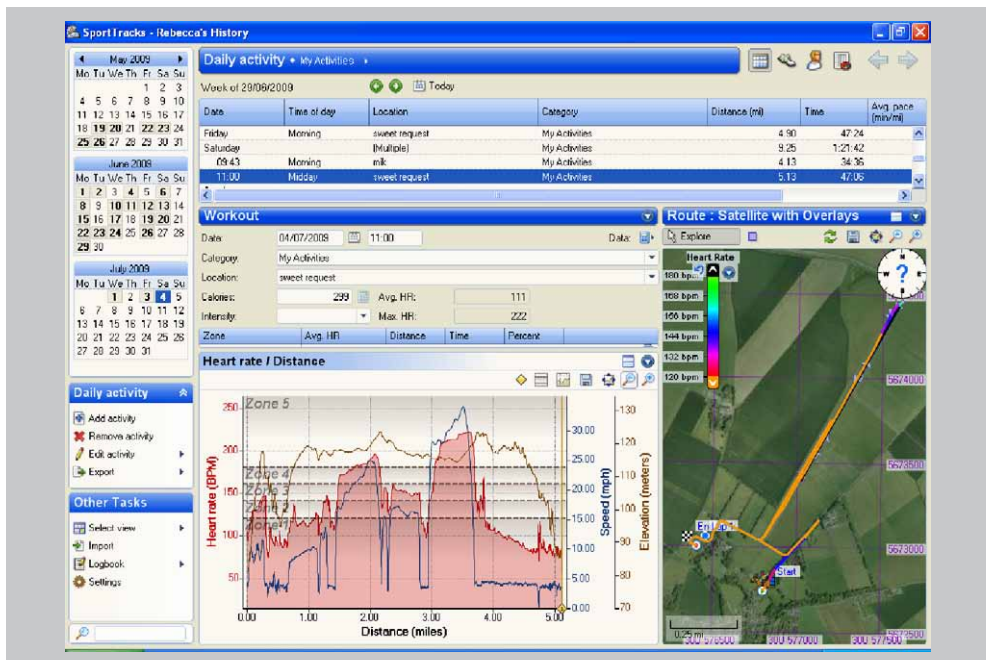 SportTracks - Rebecca's History
May 2009
Mo Tu We Th Fr Sa Su
1 2 3
4 5 6 7 8 9 10
11 12 13 14 15 16 17
18 19 20 21 22 23 24
25 26 27 28 29 30 31
June 2009
Mo Tu We Th Fr Sa Su
1 2 3 4 5 6 7
8 9 10 11 12 13 14
15 16 17 18 19 20 21
22 23 24 25 26 27 28
29 30
July 2009
Mo Tu We Th Fr Sa Su
1 2 3 4 5
6 7 8 9 10 11 12
13 14 15 16 17 18 19
20 21 22 23 24 25 26
27 28 29 30 31
Daily activity
Add activity
Remove activity
Edit activity
Export
Other Tasks
Select view
Import
Logbook
Settings
Daily activity • My Activities
Week of 29/06/2009 Today
Date Time of day Location Category Distance (mi) Time Avg. pace (min/mi)
Friday Morning sweet request My Activities 4.90 47:24
Saturday (Multiple) My Activities 9.25 1:21:42
09:43 Morning mlk My Activities 4.13 34:36
11:00 Midday sweet request My Activities 5.13 47:06
Workout
Date: 04/07/2009 11:00 Data:
Category: My Activities
Location: sweet request
Calories: 299 Avg. HR: 111
Intensity: Max. HR: 222
Zone Avg. HR Distance Time Percent
Heart rate / Distance
Zone 5
Zone 4
Zone 3
Zone 2
Zone 1
250
200
150
100
50
Heart rate (BPM)
0.00 1.00 2.00 3.00 4.00 5.00
Distance (miles)
30.00
25.00
20.00
15.00
10.00
5.00
0.00
Speed (mph)
130
120
110
100
90
80
70
Elevation (meters)
Route : Satellite with Overlays
Explore
Heart Rate
180 bpm
168 bpm
156 bpm
144 bpm
132 bpm
120 bpm
?
5674000
5673500
5673000
Start
0.25 mi
30U 576500 30U 577000 30U 577500